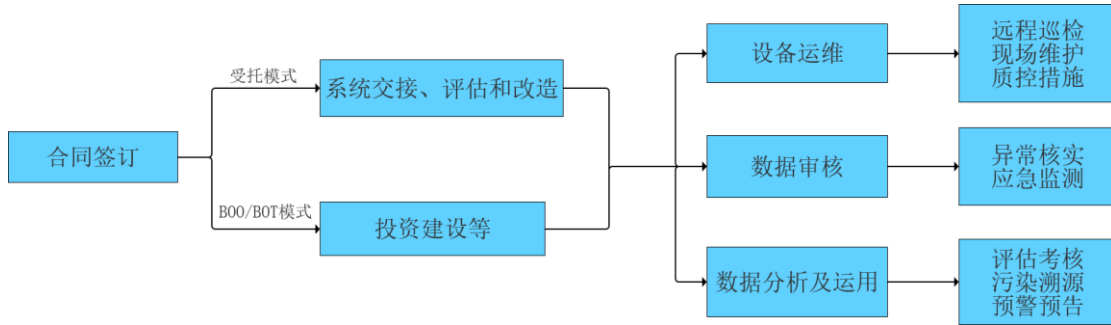 合同签订
受托模式
系统交接、评估和改造
BOO/BOT模式
投资建设等
设备运维
远程巡检
现场维护
质控措施
数据审核
异常核实
应急监测
数据分析及运用
评估考核
污染溯源
预警预告